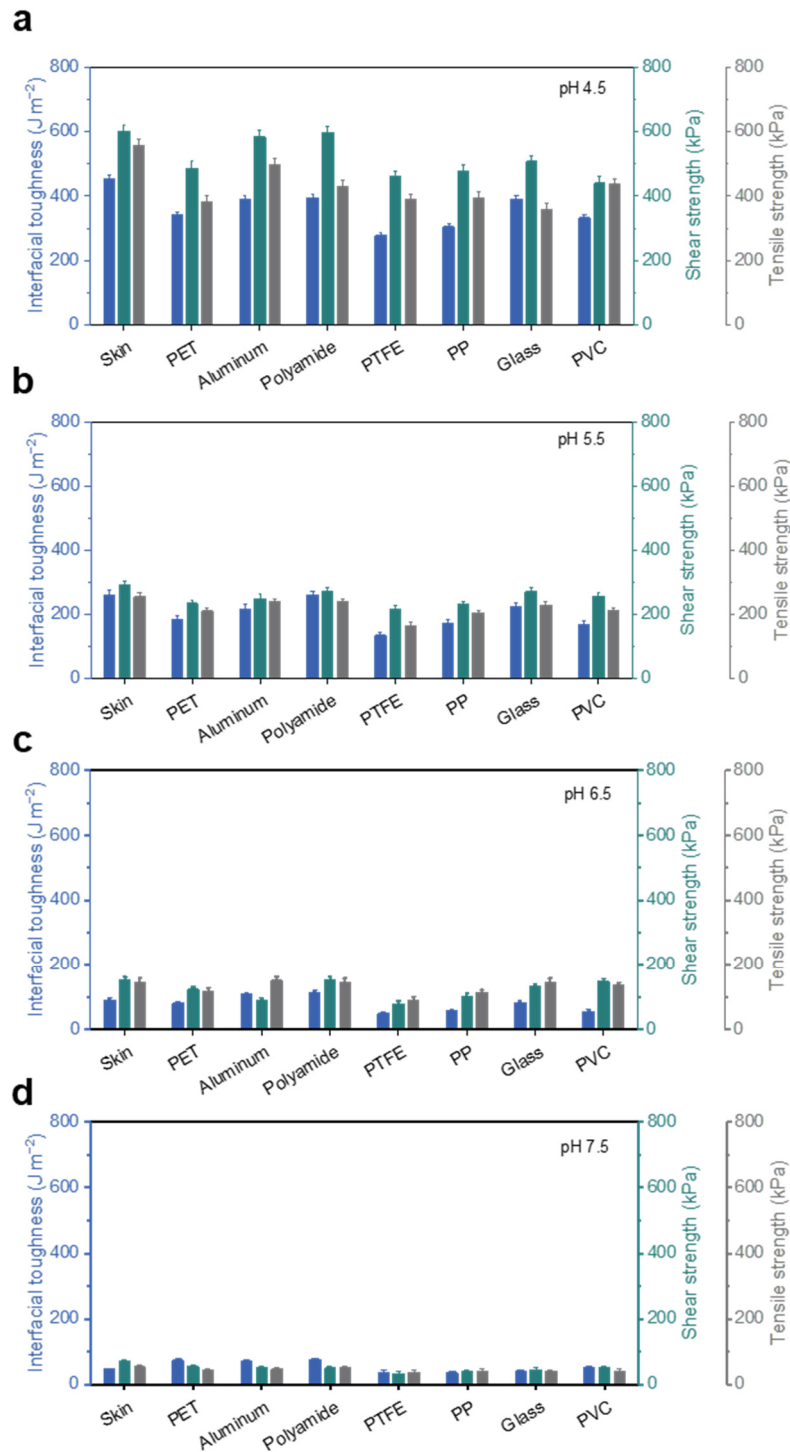 a
Interfacial toughness (J m⁻²)
800
600
400
200
0
pH 4.5
800
600
400
200
0
Shear strength (kPa)
800
600
400
200
0
Tensile strength (kPa)
Skin PET Aluminum Polyamide PTFE PP Glass PVC
b
Interfacial toughness (J m⁻²)
800
600
400
200
0
pH 5.5
800
600
400
200
0
Shear strength (kPa)
800
600
400
200
0
Tensile strength (kPa)
Skin PET Aluminum Polyamide PTFE PP Glass PVC
c
Interfacial toughness (J m⁻²)
800
600
400
200
0
pH 6.5
800
600
400
200
0
Shear strength (kPa)
800
600
400
200
0
Tensile strength (kPa)
Skin PET Aluminum Polyamide PTFE PP Glass PVC
d
Interfacial toughness (J m⁻²)
800
600
400
200
0
pH 7.5
800
600
400
200
0
Shear strength (kPa)
800
600
400
200
0
Tensile strength (kPa)
Skin PET Aluminum Polyamide PTFE PP Glass PVC